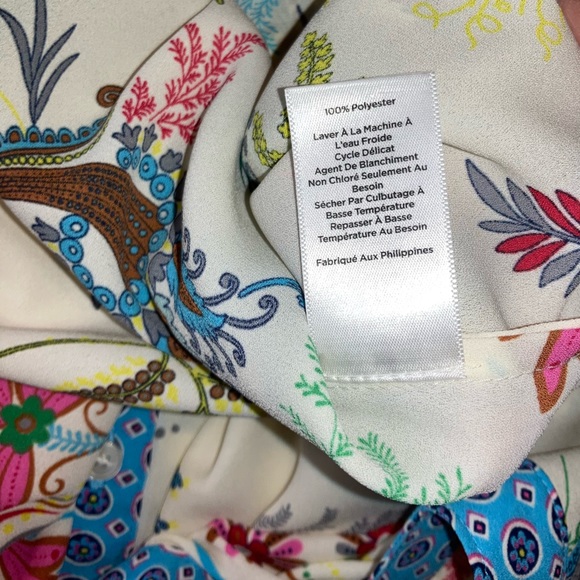 100% Polyester
Laver À La Machine À
L'eau Froide
Cycle Délicat
Agent De Blanchiment
Non Chloré Seulement Au
Besoin
Sécher Par Culbutage À
Basse Température
Repasser À Basse
Température Au Besoin
Fabriqué Aux Philippines